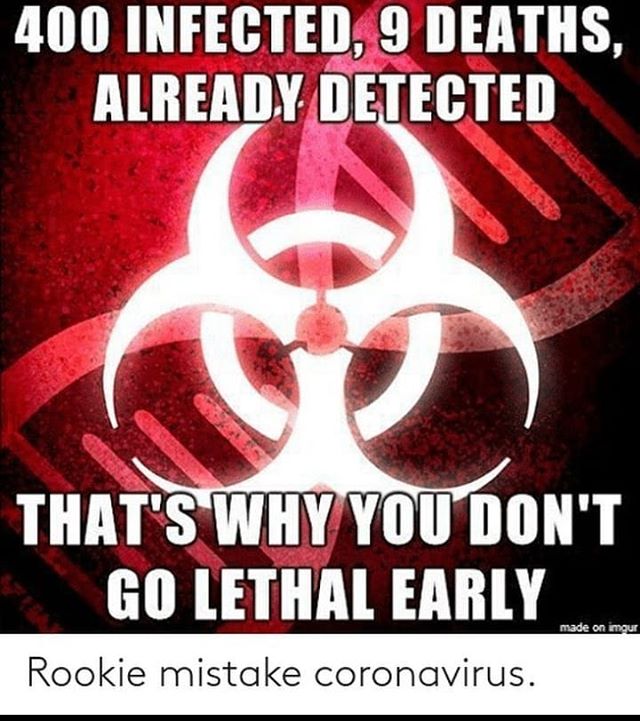 400 INFECTED, 9 DEATHS,
ALREADY DETECTED
THAT'S WHY YOU DON'T
GO LETHAL EARLY
made on imgur
Rookie mistake coronavirus.